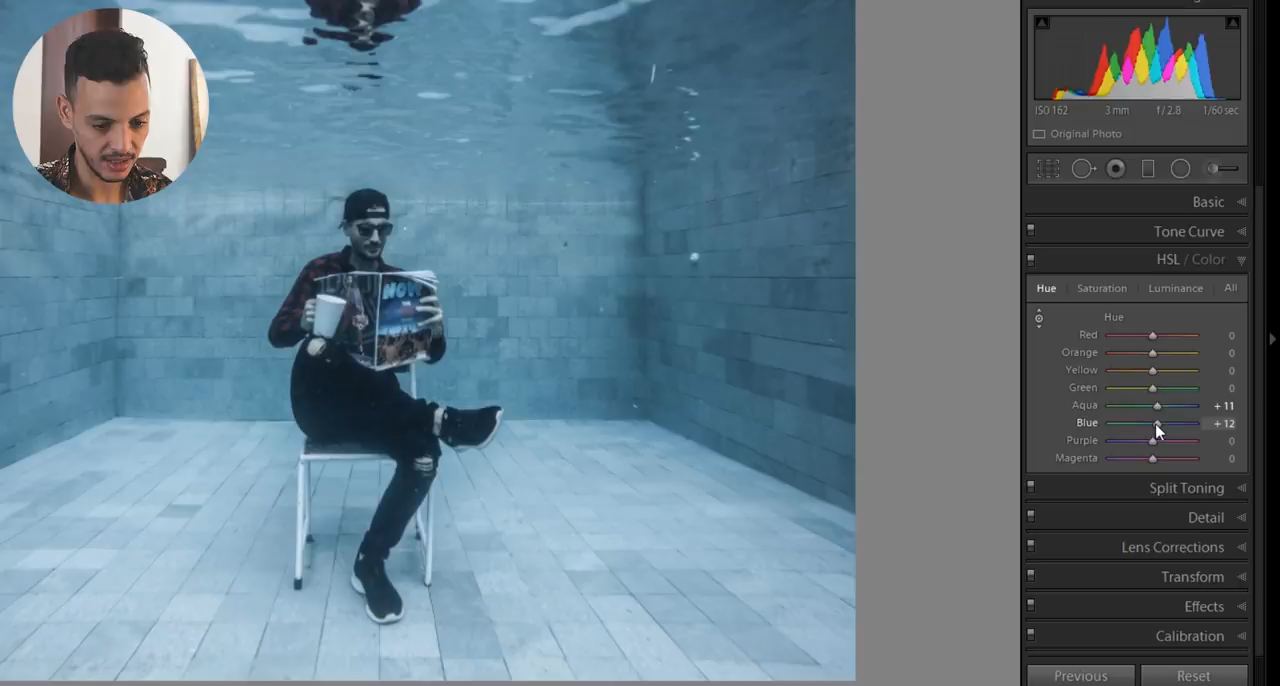 ISO 162 3 mm f / 2.8 1/60 sec
Original Photo
Basic
Tone Curve
HSL / Color
Hue Saturation Luminance All
Hue
Red 0
Orange 0
Yellow 0
Green 0
Aqua + 11
Blue + 12
Purple 0
Magenta 0
Split Toning
Detail
Lens Corrections
Transform
Effects
Calibration
Previous Reset
NOW